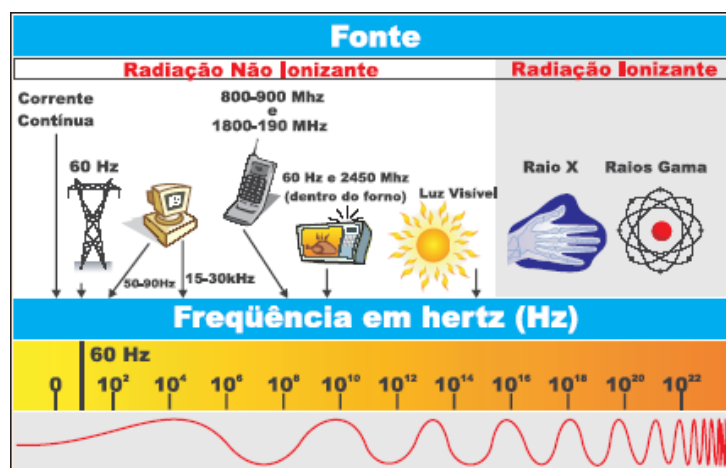 Fonte
Radiação Não Ionizante
Radiação Ionizante
Corrente
Contínua
800-900 Mhz
e
1800-190 MHz
60 Hz
60 Hz e 2450 Mhz
(dentro do forno)
Luz Visível
Raio X
Raios Gama
50-90Hz
15-30kHz
Freqüência em hertz (Hz)
60 Hz
0 10² 10⁴ 10⁶ 10⁸ 10¹⁰ 10¹² 10¹⁴ 10¹⁶ 10¹⁸ 10²⁰ 10²²